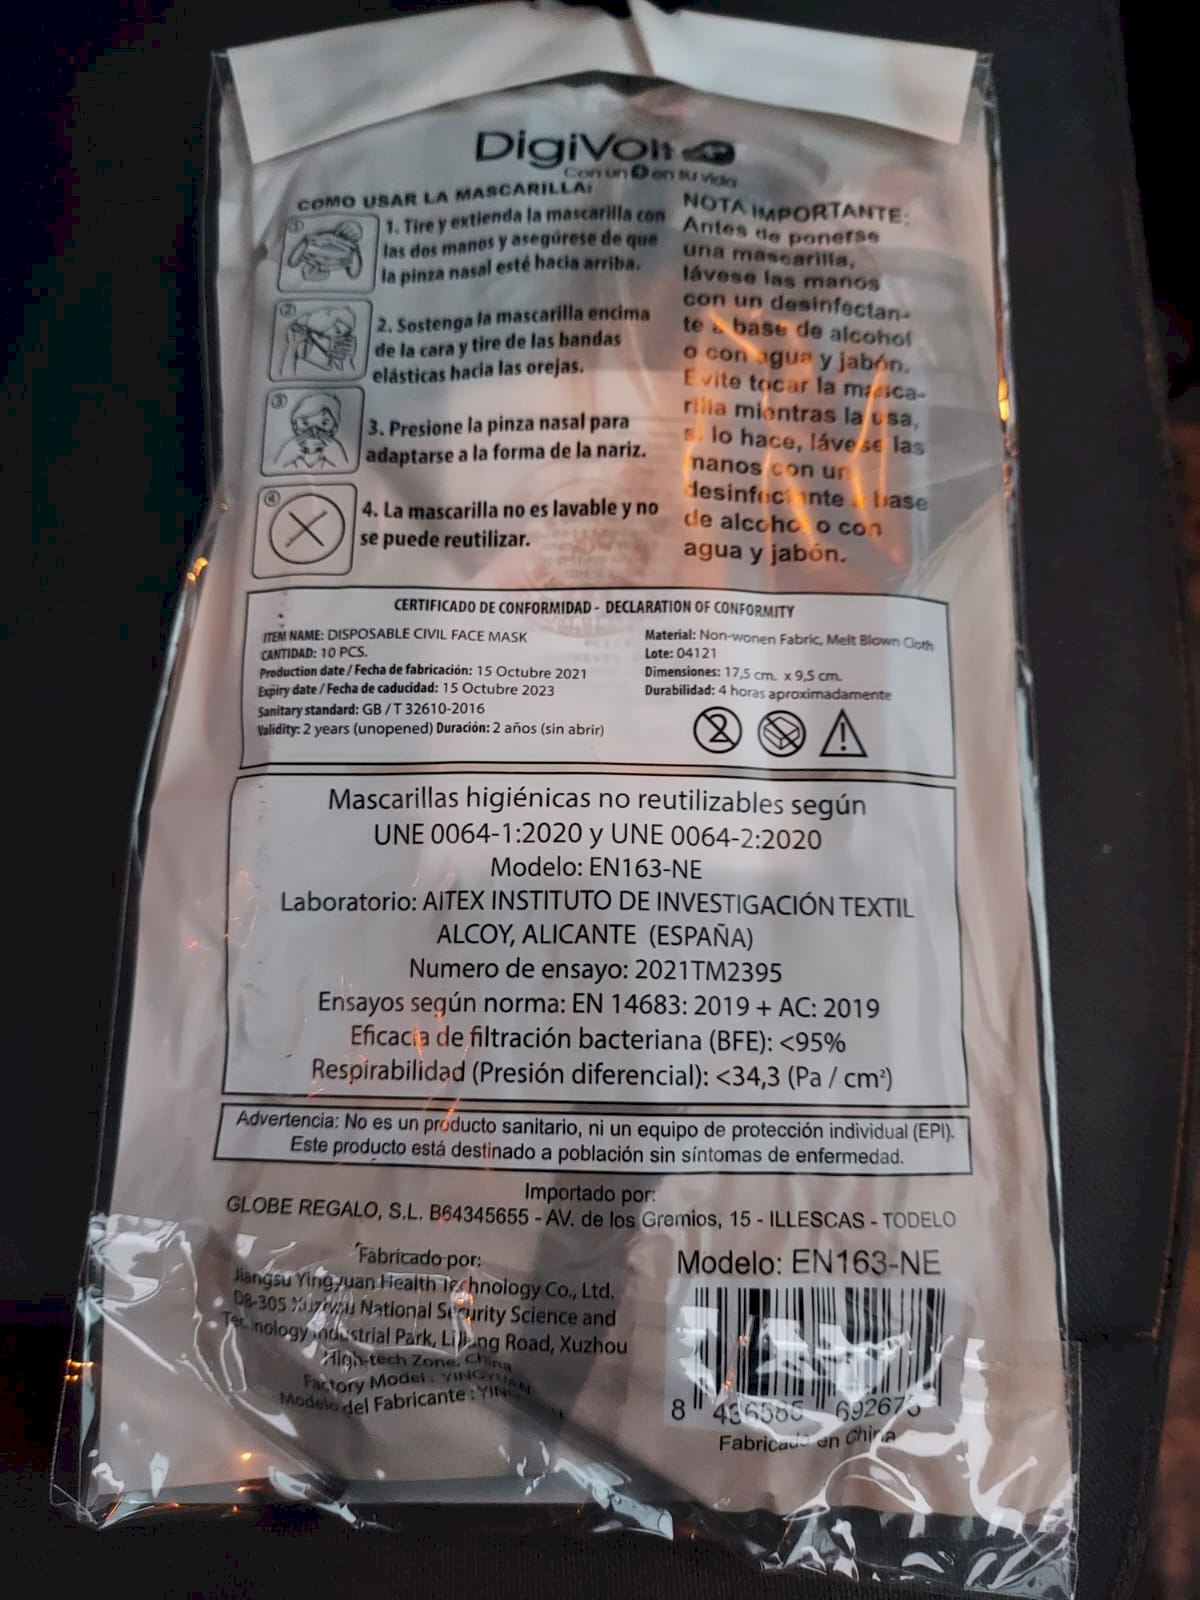 DigiVolt
Con un + en su vida
COMO USAR LA MASCARILLA:
1
1. Tire y extienda la mascarilla con
las dos manos y asegúrese de que
la pinza nasal esté hacia arriba.
2
2. Sostenga la mascarilla encima
de la cara y tire de las bandas
elásticas hacia las orejas.
3
3. Presione la pinza nasal para
adaptarse a la forma de la nariz.
4
4. La mascarilla no es lavable y no
se puede reutilizar.
NOTA IMPORTANTE:
Antes de ponerse
una mascarilla,
lávese las manos
con un desinfectan-
te a base de alcohol
o con agua y jabón.
Evite tocar la masca-
rilla mientras la usa,
si lo hace, lávese las
manos con un
desinfectante a base
de alcohol o con
agua y jabón.
CERTIFICADO DE CONFORMIDAD - DECLARATION OF CONFORMITY
ITEM NAME: DISPOSABLE CIVIL FACE MASK
CANTIDAD: 10 PCS.
Production date / Fecha de fabricación: 15 Octubre 2021
Expiry date / Fecha de caducidad: 15 Octubre 2023
Sanitary standard: GB / T 32610-2016
Validity: 2 years (unopened) Duración: 2 años (sin abrir)
Material: Non-wonen Fabric, Melt Blown Cloth
Lote: 04121
Dimensiones: 17,5 cm. x 9,5 cm.
Durabilidad: 4 horas aproximadamente
2
Mascarillas higiénicas no reutilizables según
UNE 0064-1:2020 y UNE 0064-2:2020
Modelo: EN163-NE
Laboratorio: AITEX INSTITUTO DE INVESTIGACIÓN TEXTIL
ALCOY, ALICANTE (ESPAÑA)
Numero de ensayo: 2021TM2395
Ensayos según norma: EN 14683: 2019 + AC: 2019
Eficacia de filtración bacteriana (BFE): <95%
Respirabilidad (Presión diferencial): <34,3 (Pa / cm²)
Advertencia: No es un producto sanitario, ni un equipo de protección individual (EPI).
Este producto está destinado a población sin síntomas de enfermedad.
Importado por:
GLOBE REGALO, S.L. B64345655 - AV. de los Gremios, 15 - ILLESCAS - TODELO
Fabricado por:
Jiangsu Yingyuan Health Technology Co., Ltd.
D8-305 Xuzhou National Security Science and
Technology Industrial Park, Lijiang Road, Xuzhou
High-tech Zone, China
Factory Model: YINGYUAN
Modelo del Fabricante:
Modelo: EN163-NE
8 436585 692675
Fabricado en China